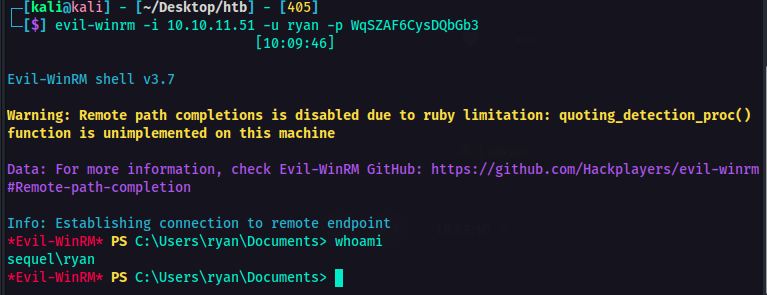 [kali@kali] - [~/Desktop/htb] - [405]
[$] evil-winrm -i 10.10.11.51 -u ryan -p WqSZAF6CysDQbGb3
[10:09:46]
Evil-WinRM shell v3.7
Warning: Remote path completions is disabled due to ruby limitation: quoting_detection_proc()
function is unimplemented on this machine
Data: For more information, check Evil-WinRM GitHub: https://github.com/Hackplayers/evil-winrm
#Remote-path-completion
Info: Establishing connection to remote endpoint
*Evil-WinRM* PS C:\Users\ryan\Documents> whoami
sequel\ryan
*Evil-WinRM* PS C:\Users\ryan\Documents>